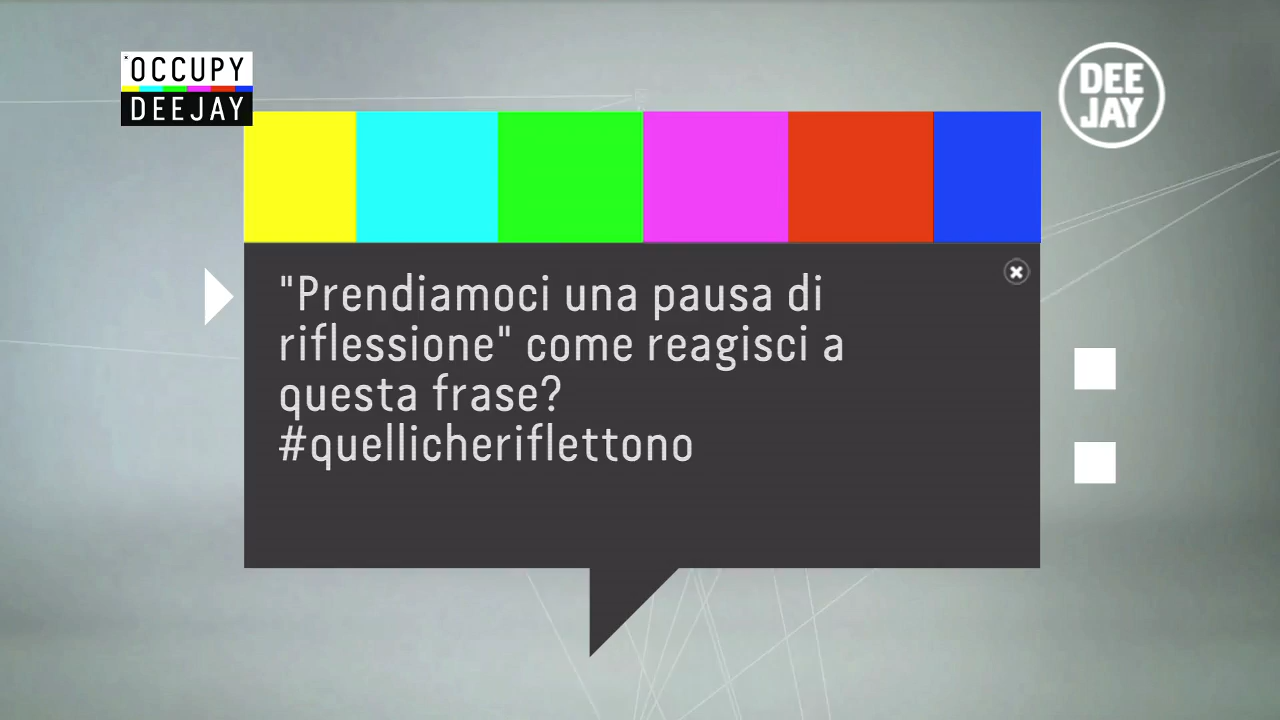 OCCUPY
DEEJAY
DEE
JAY
"Prendiamoci una pausa di
riflessione" come reagisci a
questa frase?
#quellicheriflettono